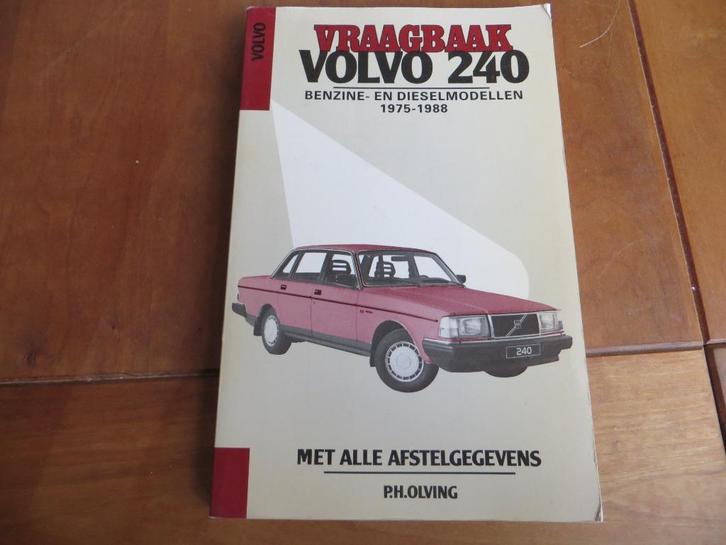 VOLVO
VRAAGBAAK
VOLVO 240
BENZINE- EN DIESELMODELLEN
1975-1988
240
MET ALLE AFSTELGEGEVENS
P.H.OLVING